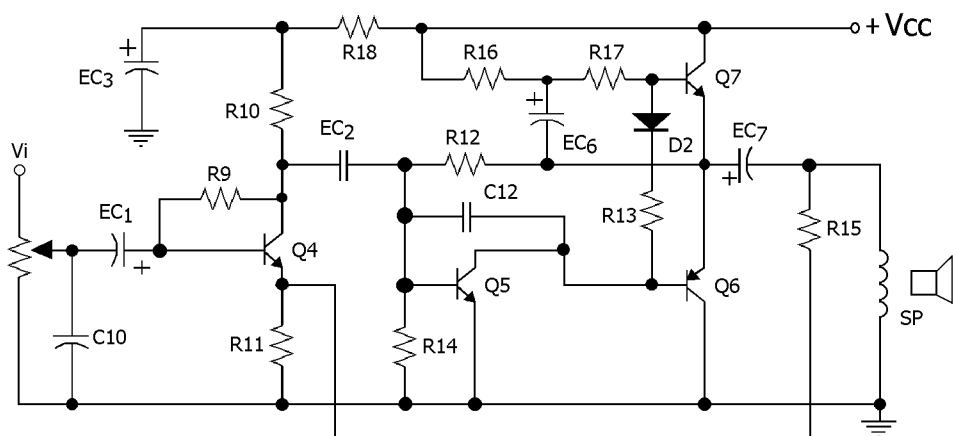 + Vcc
R18
+
EC3
R16
R17
Q7
R10
+
EC6
D2
EC2
R12
EC7
+
Vi
R9
C12
R13
R15
EC1
+
Q4
Q5
Q6
SP
C10
R11
R14